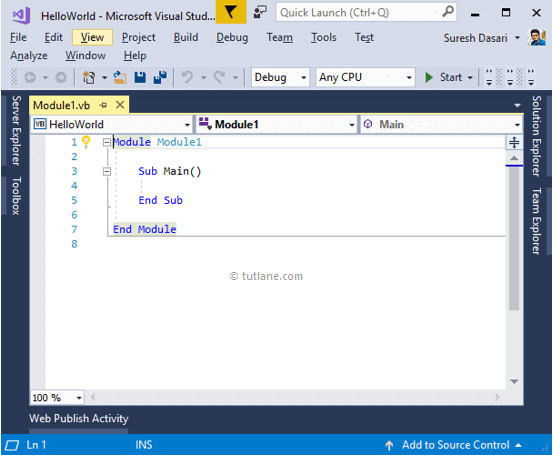 HelloWorld - Microsoft Visual Stud...
Quick Launch (Ctrl+Q)
File Edit View Project Build Debug Team Tools Test
Suresh Dasari
Analyze Window Help
Debug Any CPU Start
Server Explorer
Toolbox
Module1.vb
HelloWorld Module1 Main
1 Module Module1
2
3 Sub Main()
4
5 End Sub
6
7 End Module
8
© tutlane.com
Solution Explorer
Team Explorer
100 %
Web Publish Activity
Ln 1 INS Add to Source Control